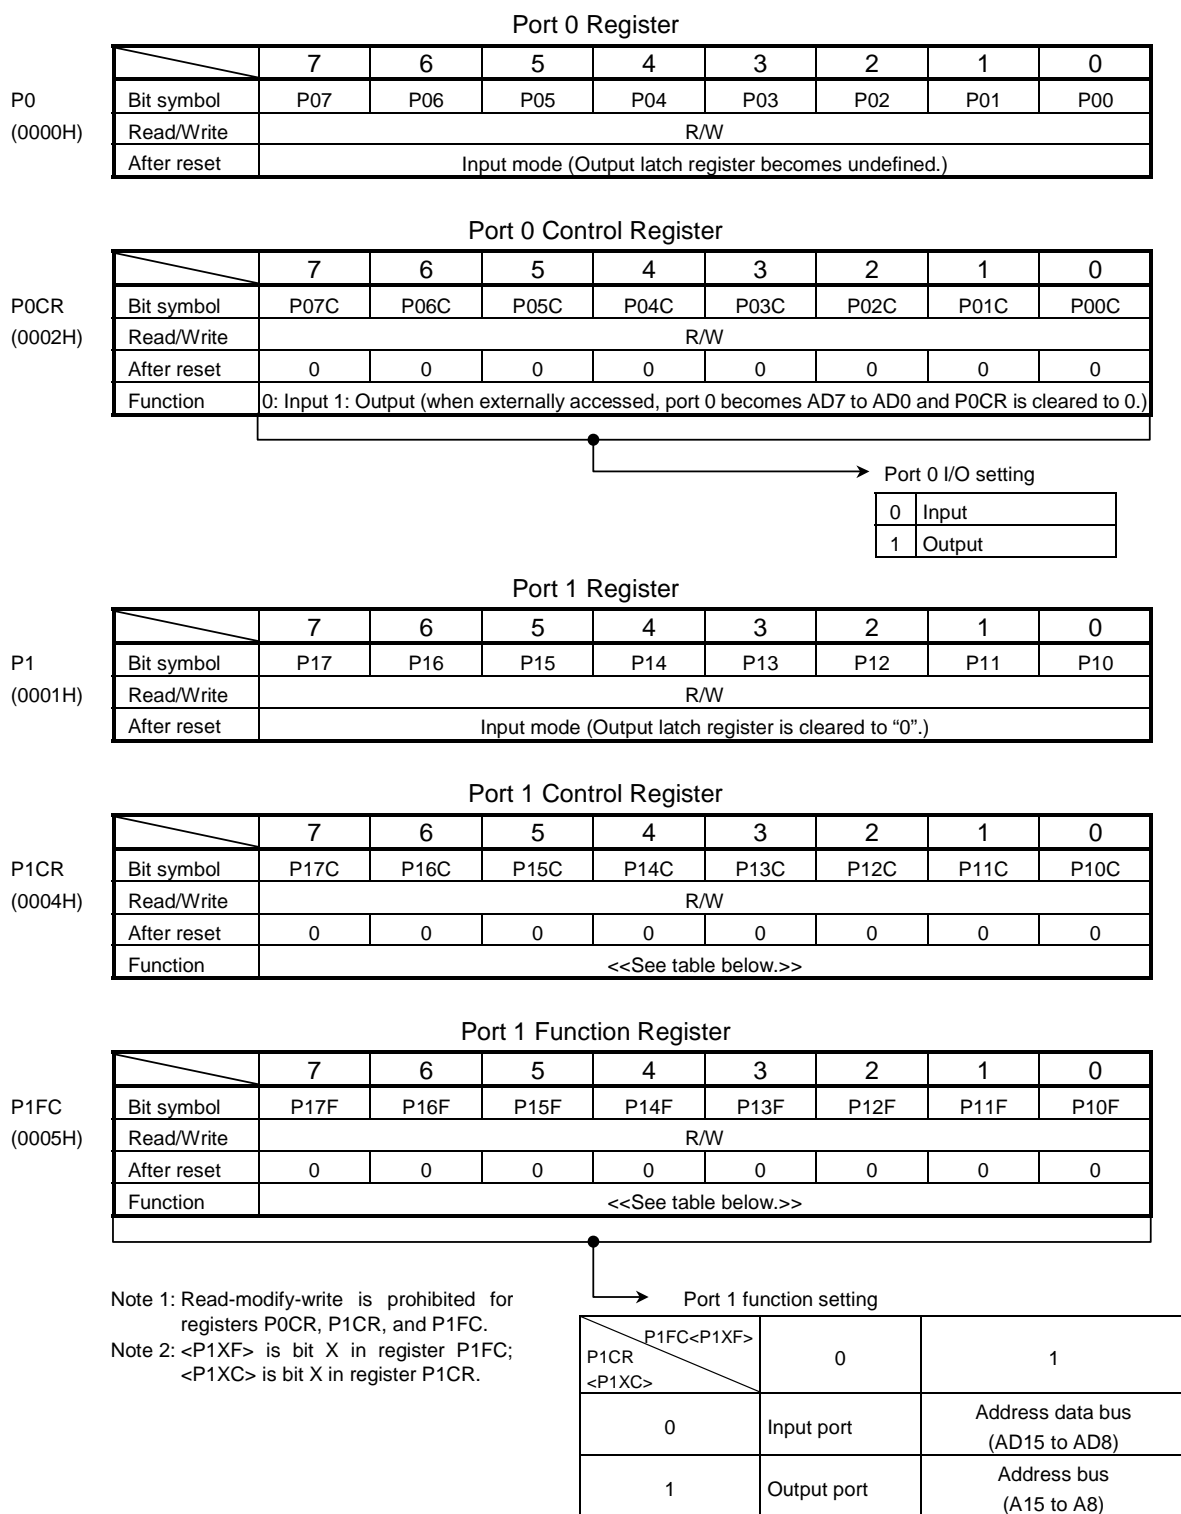 Port 0 Register
7 6 5 4 3 2 1 0
P0 Bit symbol P07 P06 P05 P04 P03 P02 P01 P00
(0000H) Read/Write R/W
After reset Input mode (Output latch register becomes undefined.)
Port 0 Control Register
7 6 5 4 3 2 1 0
P0CR Bit symbol P07C P06C P05C P04C P03C P02C P01C P00C
(0002H) Read/Write R/W
After reset 0 0 0 0 0 0 0 0
Function 0: Input 1: Output (when externally accessed, port 0 becomes AD7 to AD0 and P0CR is cleared to 0.)
Port 0 I/O setting
0 Input
1 Output
Port 1 Register
7 6 5 4 3 2 1 0
P1 Bit symbol P17 P16 P15 P14 P13 P12 P11 P10
(0001H) Read/Write R/W
After reset Input mode (Output latch register is cleared to “0”.)
Port 1 Control Register
7 6 5 4 3 2 1 0
P1CR Bit symbol P17C P16C P15C P14C P13C P12C P11C P10C
(0004H) Read/Write R/W
After reset 0 0 0 0 0 0 0 0
Function <<See table below.>>
Port 1 Function Register
7 6 5 4 3 2 1 0
P1FC Bit symbol P17F P16F P15F P14F P13F P12F P11F P10F
(0005H) Read/Write R/W
After reset 0 0 0 0 0 0 0 0
Function <<See table below.>>
Note 1: Read-modify-write is prohibited for
registers P0CR, P1CR, and P1FC.
Note 2: <P1XF> is bit X in register P1FC;
<P1XC> is bit X in register P1CR.
Port 1 function setting
P1FC<P1XF>
P1CR
<P1XC>
0 1
0 Input port Address data bus
(AD15 to AD8)
1 Output port Address bus
(A15 to A8)